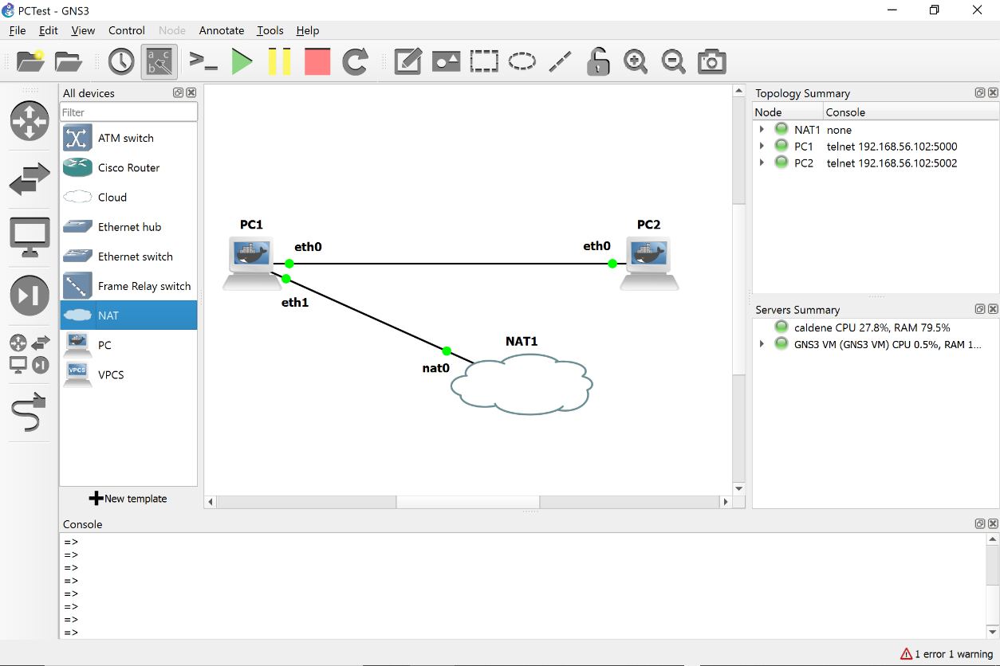 PCTest - GNS3
File Edit View Control Node Annotate Tools Help
All devices
Filter
ATM switch
Cisco Router
Cloud
Ethernet hub
Ethernet switch
Frame Relay switch
NAT
PC
VPCS
VPCS
New template
PC1
eth0
eth0
PC2
eth1
NAT1
nat0
Topology Summary
Node Console
NAT1 none
PC1 telnet 192.168.56.102:5000
PC2 telnet 192.168.56.102:5002
Servers Summary
caldene CPU 27.8%, RAM 79.5%
GNS3 VM (GNS3 VM) CPU 0.5%, RAM 1...
Console
=>
=>
=>
=>
=>
=>
=>
=>
1 error 1 warning
a c
b